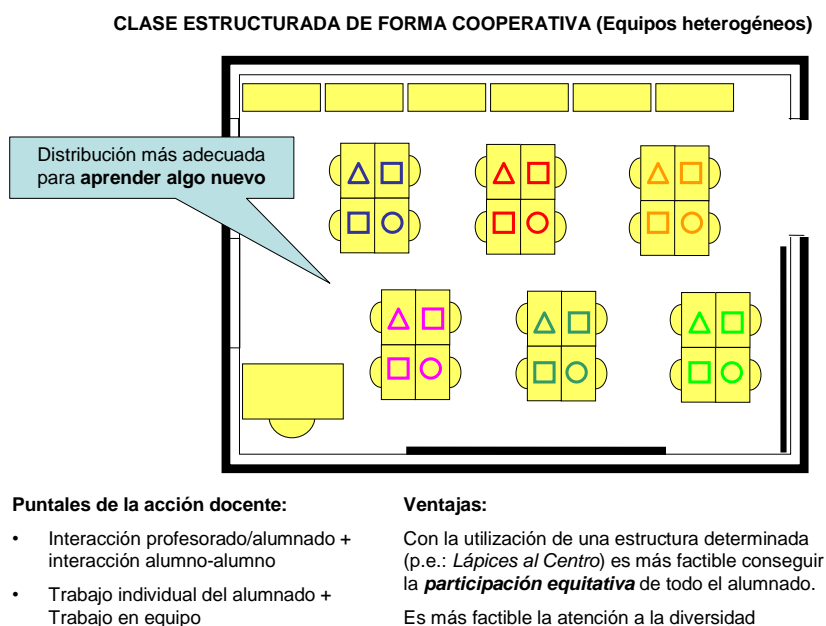 CLASE ESTRUCTURADA DE FORMA COOPERATIVA (Equipos heterogéneos)
Distribución más adecuada
para aprender algo nuevo
Puntales de la acción docente:
• Interacción profesorado/alumnado +
interacción alumno-alumno
• Trabajo individual del alumnado +
Trabajo en equipo
Ventajas:
Con la utilización de una estructura determinada
(p.e.: Lápices al Centro) es más factible conseguir
la participación equitativa de todo el alumnado.
Es más factible la atención a la diversidad